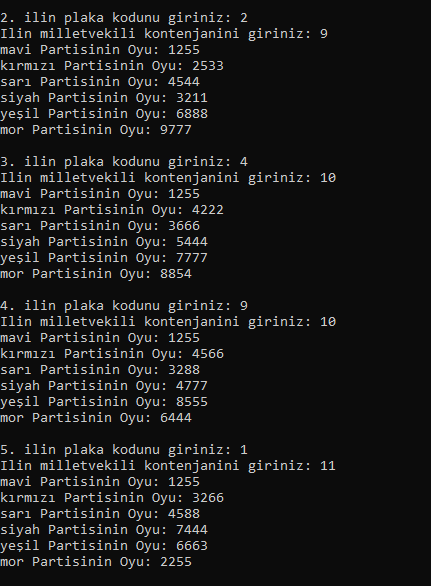 2. ilin plaka kodunu giriniz: 2
Ilin milletvekili kontenjanini giriniz: 9
mavi Partisinin Oyu: 1255
kırmızı Partisinin Oyu: 2533
sarı Partisinin Oyu: 4544
siyah Partisinin Oyu: 3211
yeşil Partisinin Oyu: 6888
mor Partisinin Oyu: 9777
3. ilin plaka kodunu giriniz: 4
Ilin milletvekili kontenjanini giriniz: 10
mavi Partisinin Oyu: 1255
kırmızı Partisinin Oyu: 4222
sarı Partisinin Oyu: 3666
siyah Partisinin Oyu: 5444
yeşil Partisinin Oyu: 7777
mor Partisinin Oyu: 8854
4. ilin plaka kodunu giriniz: 9
Ilin milletvekili kontenjanini giriniz: 10
mavi Partisinin Oyu: 1255
kırmızı Partisinin Oyu: 4566
sarı Partisinin Oyu: 3288
siyah Partisinin Oyu: 4777
yeşil Partisinin Oyu: 8555
mor Partisinin Oyu: 6444
5. ilin plaka kodunu giriniz: 1
Ilin milletvekili kontenjanini giriniz: 11
mavi Partisinin Oyu: 1255
kırmızı Partisinin Oyu: 3266
sarı Partisinin Oyu: 4588
siyah Partisinin Oyu: 7444
yeşil Partisinin Oyu: 6663
mor Partisinin Oyu: 2255